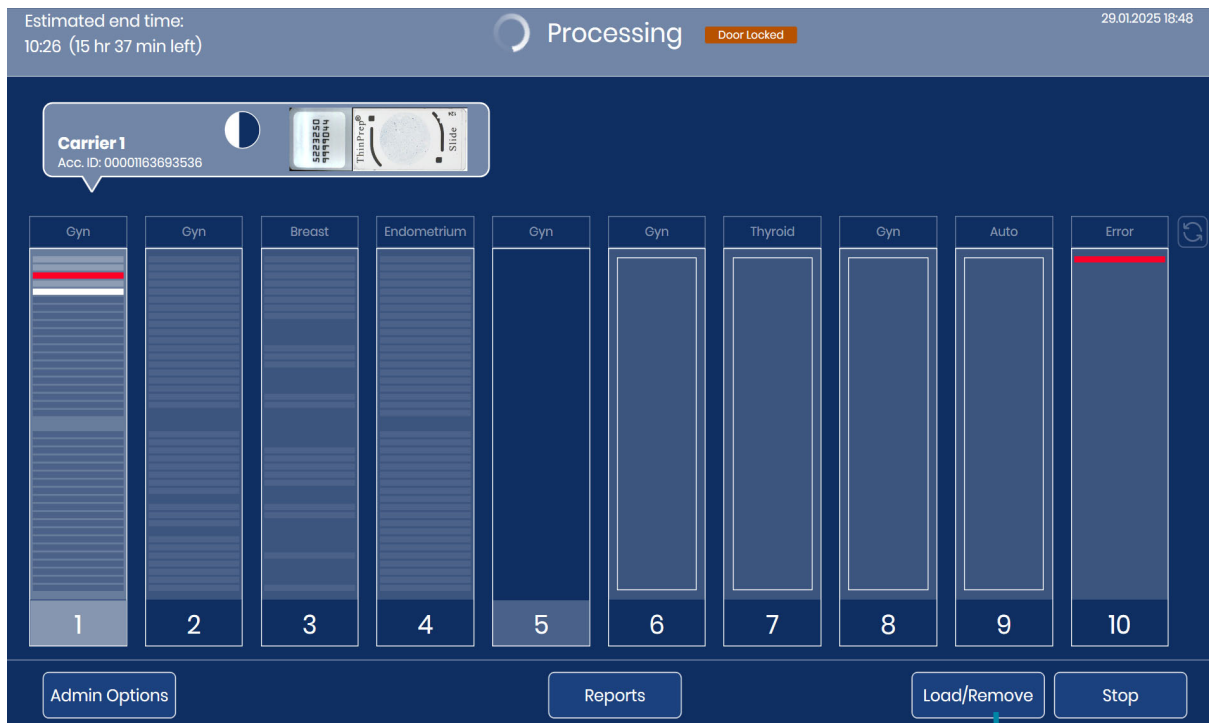 Estimated end time:
10:26 (15 hr 37 min left)
Processing
Door Locked
29.01.2025 18:48
Carrier 1
Acc. ID: 00001163693536
5223250
9999044
ThinPrep®
Slide
Gyn
Gyn
Breast
Endometrium
Gyn
Gyn
Thyroid
Gyn
Auto
Error
1
2
3
4
5
6
7
8
9
10
Admin Options
Reports
Load/Remove
Stop